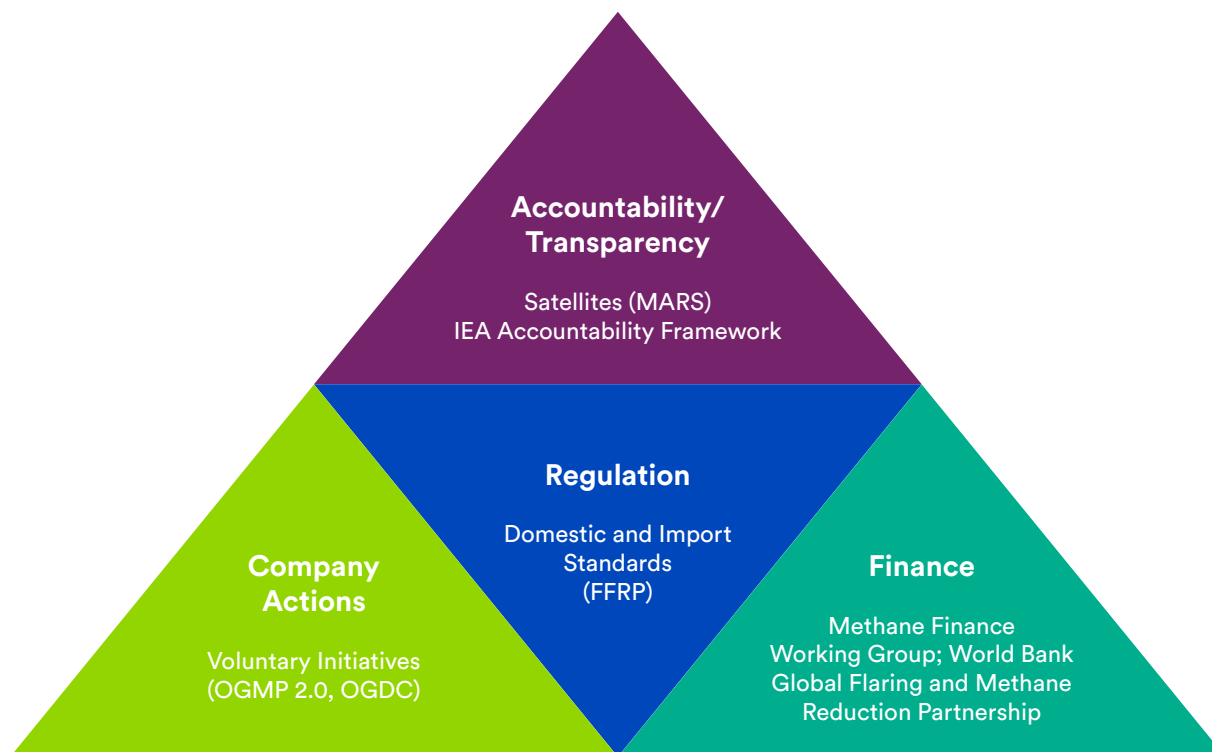 Accountability/
Transparency
Satellites (MARS)
IEA Accountability Framework
Regulation
Domestic and Import
Standards
(FFRP)
Company
Actions
Voluntary Initiatives
(OGMP 2.0, OGDC)
Finance
Methane Finance
Working Group; World Bank
Global Flaring and Methane
Reduction Partnership